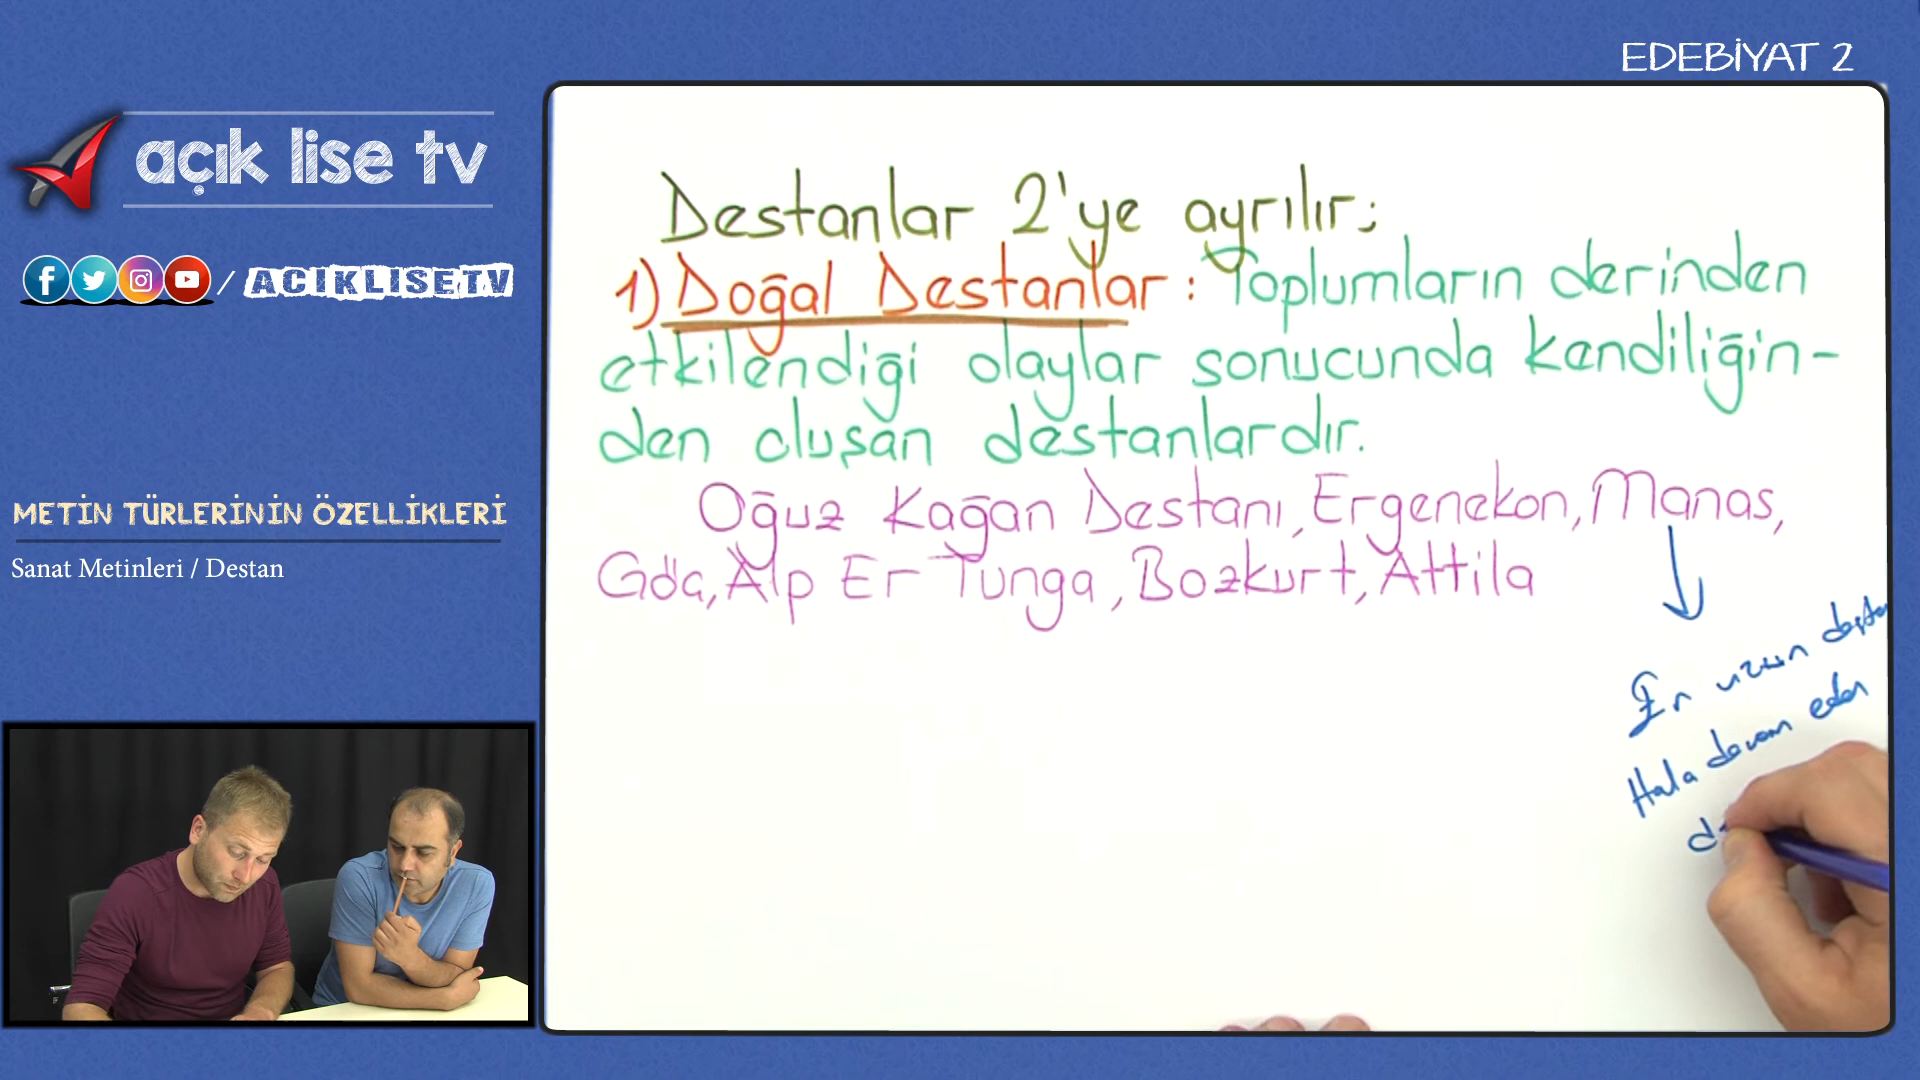 EDEBİYAT 2
açık lise tv
/ ACIKLISETV
METİN TÜRLERİNİN ÖZELLİKLERİ
Sanat Metinleri / Destan
Destanlar 2'ye ayrılır;
1) Doğal Destanlar : Toplumların derinden
etkilendiği olaylar sonucunda kendiliğin-
den oluşan destanlardır.
Oğuz Kağan Destanı, Ergenekon, Manas,
Göç, Alp Er Tunga, Bozkurt, Attila
En uzun
Hala devam eden